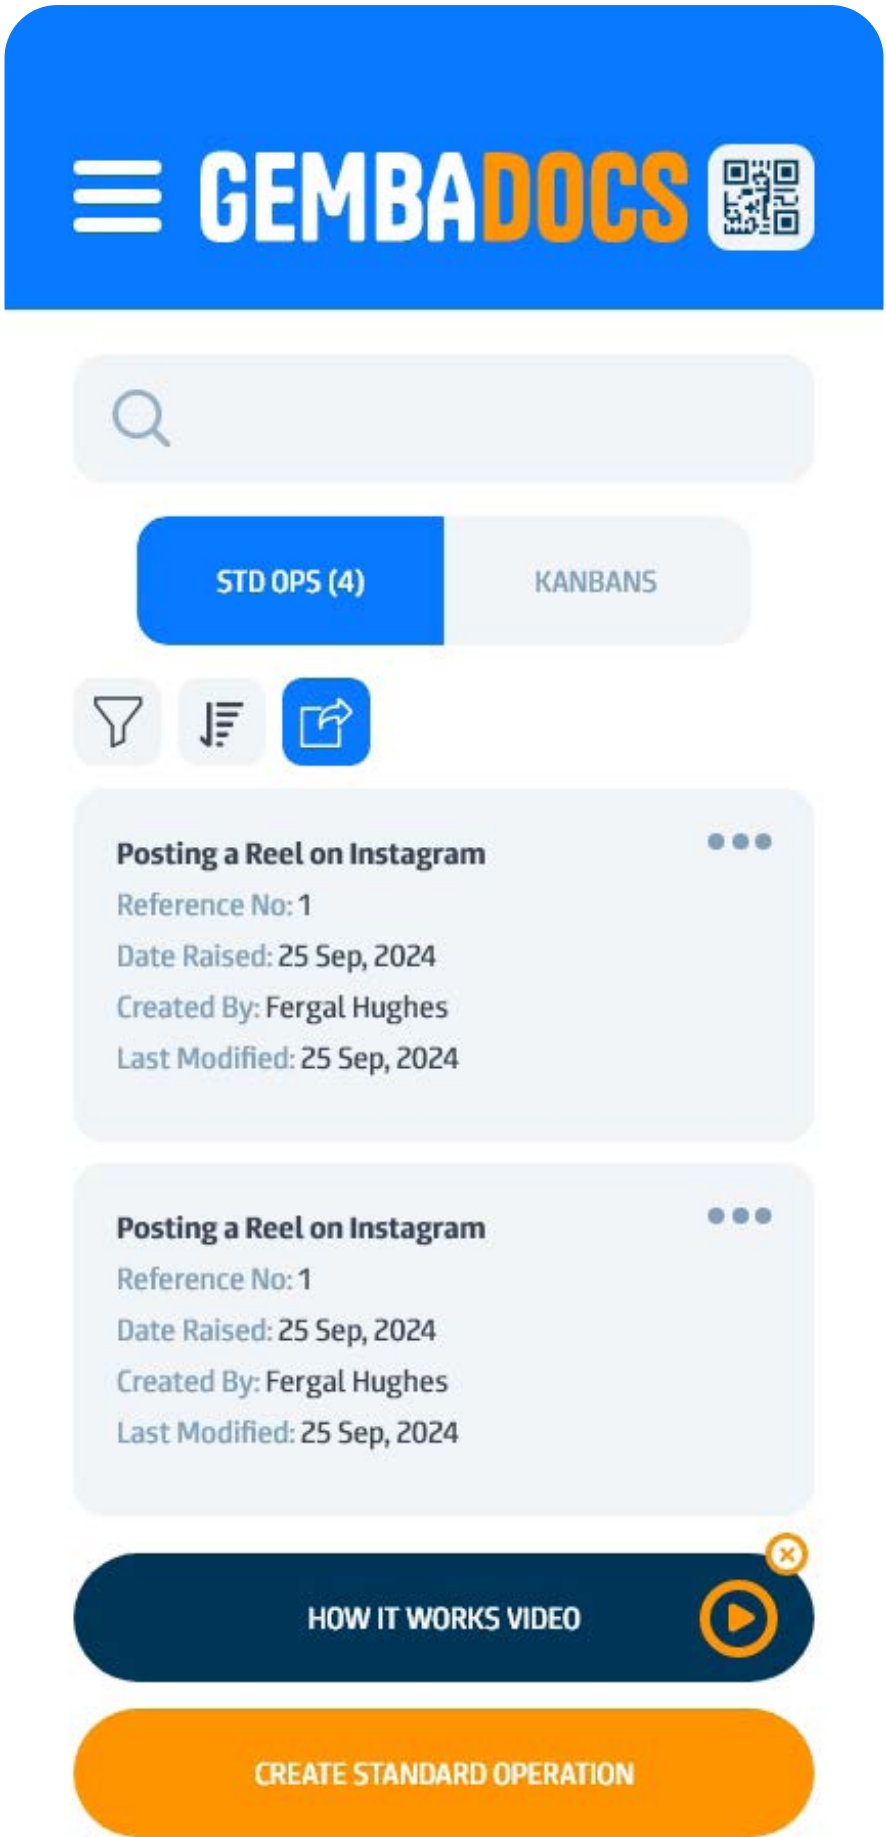 GEMBADOCS
STD OPS (4)
KANBANS
Posting a Reel on Instagram
Reference No: 1
Date Raised: 25 Sep, 2024
Created By: Fergal Hughes
Last Modified: 25 Sep, 2024
Posting a Reel on Instagram
Reference No: 1
Date Raised: 25 Sep, 2024
Created By: Fergal Hughes
Last Modified: 25 Sep, 2024
HOW IT WORKS VIDEO
CREATE STANDARD OPERATION